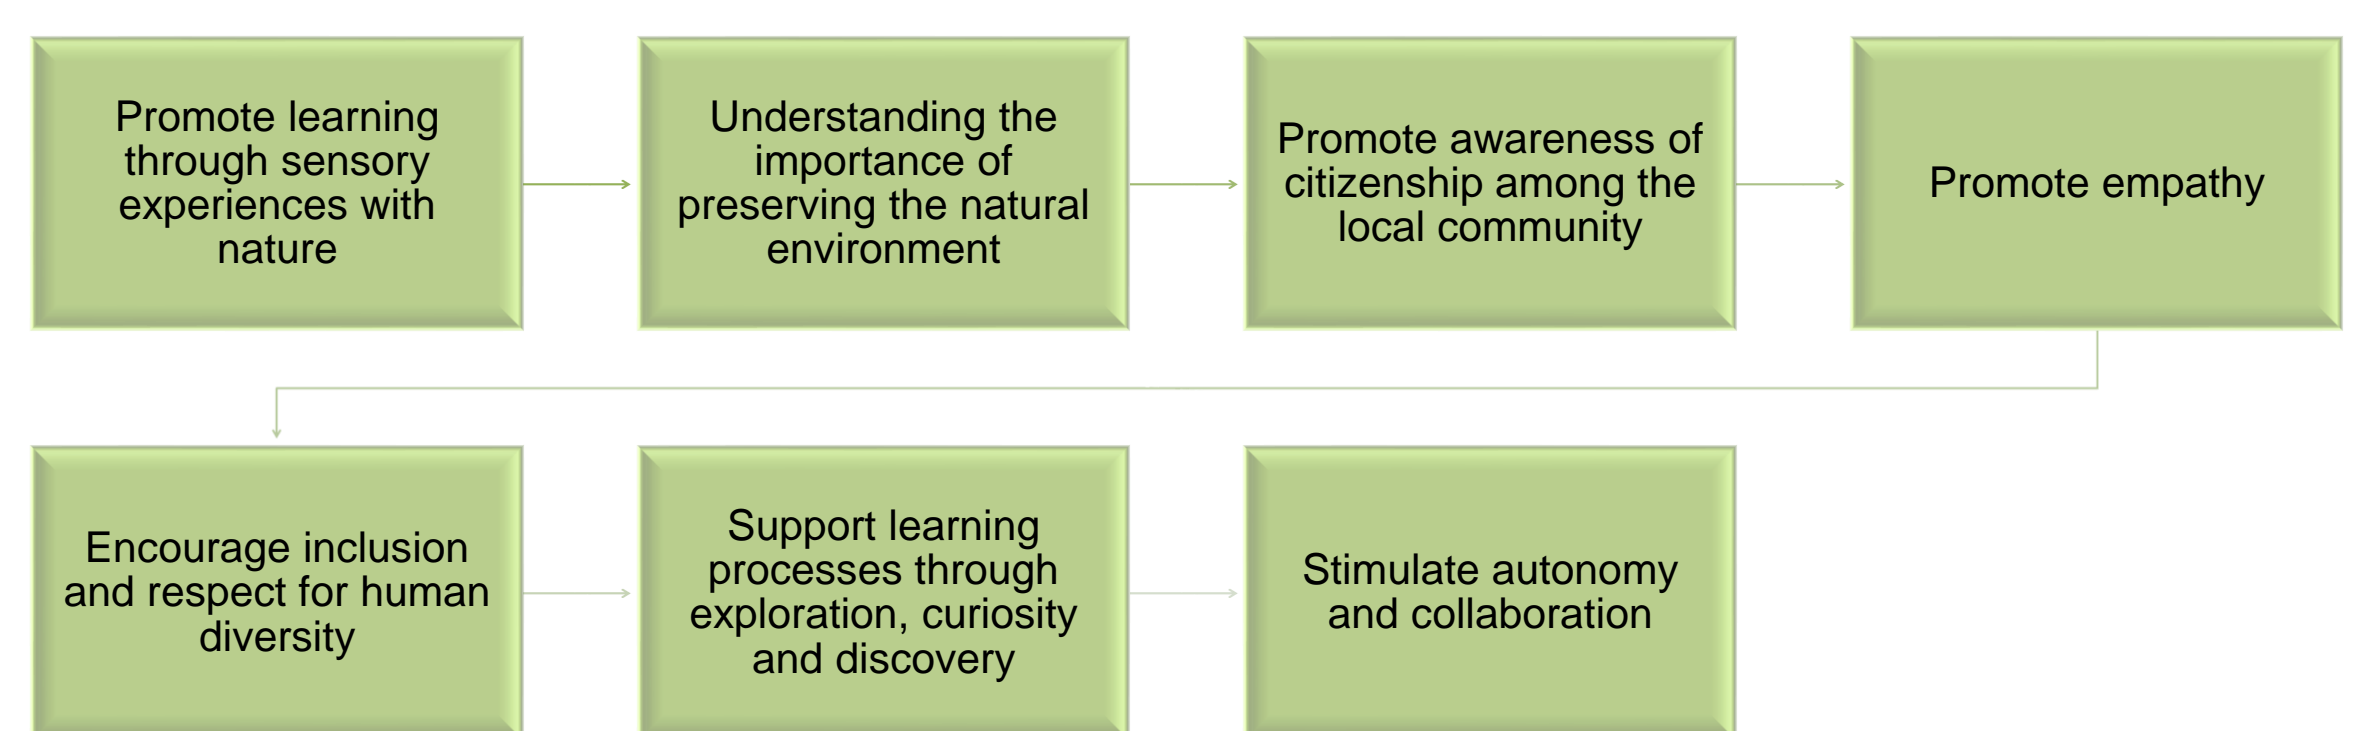 Promote learning
through sensory
experiences with
nature
Understanding the
importance of
preserving the natural
environment
Promote awareness of
citizenship among the
local community
Promote empathy
Encourage inclusion
and respect for human
diversity
Support learning
processes through
exploration, curiosity
and discovery
Stimulate autonomy
and collaboration